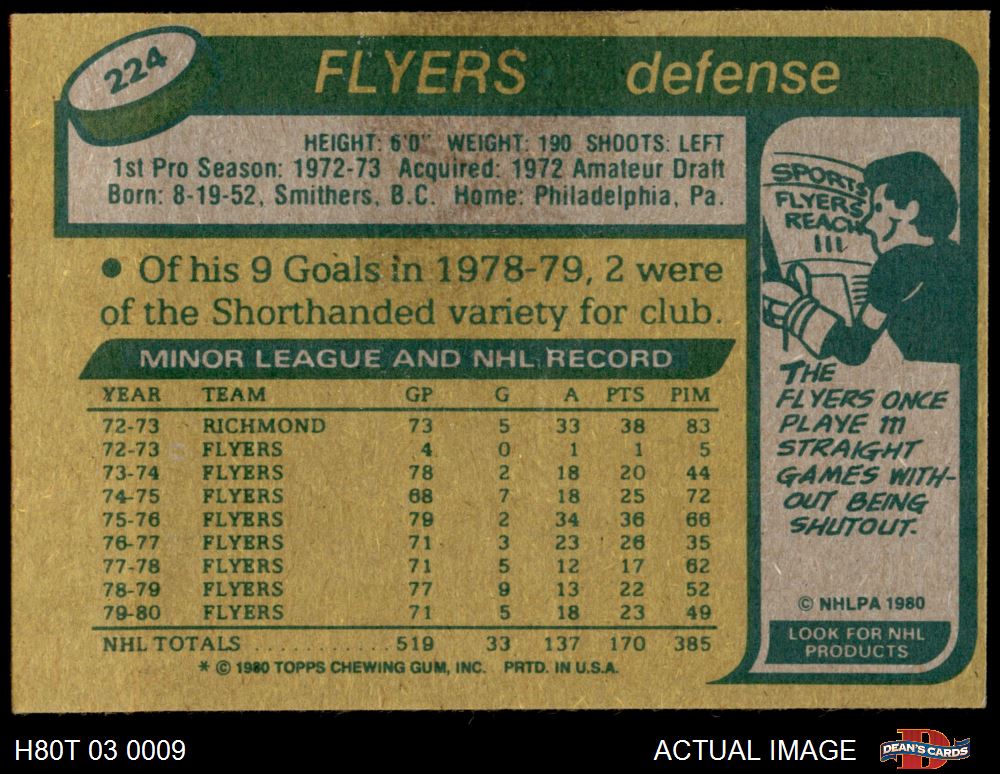 224
FLYERS defense
HEIGHT: 6'0" WEIGHT: 190 SHOOTS: LEFT
1st Pro Season: 1972-73 Acquired: 1972 Amateur Draft
Born: 8-19-52, Smithers, B.C. Home: Philadelphia, Pa.
• Of his 9 Goals in 1978-79, 2 were
of the Shorthanded variety for club.
MINOR LEAGUE AND NHL RECORD
YEAR TEAM GP G A PTS PIM
72-73 RICHMOND 73 5 33 38 83
72-73 FLYERS 4 0 1 1 5
73-74 FLYERS 78 2 18 20 44
74-75 FLYERS 68 7 18 25 72
75-76 FLYERS 79 2 34 36 66
76-77 FLYERS 71 3 23 26 35
77-78 FLYERS 71 5 12 17 62
78-79 FLYERS 77 9 13 22 52
79-80 FLYERS 71 5 18 23 49
NHL TOTALS . . . . . . . . . . . 519 33 137 170 385
* © 1980 TOPPS CHEWING GUM, INC. PRTD. IN U.S.A.
SPORTS
FLYERS
REACH
111
THE
FLYERS ONCE
PLAYE 111
STRAIGHT
GAMES WITH-
OUT BEING
SHUTOUT.
© NHLPA 1980
LOOK FOR NHL
PRODUCTS
H80T 03 0009
ACTUAL IMAGE
D
DEAN'S CARDS